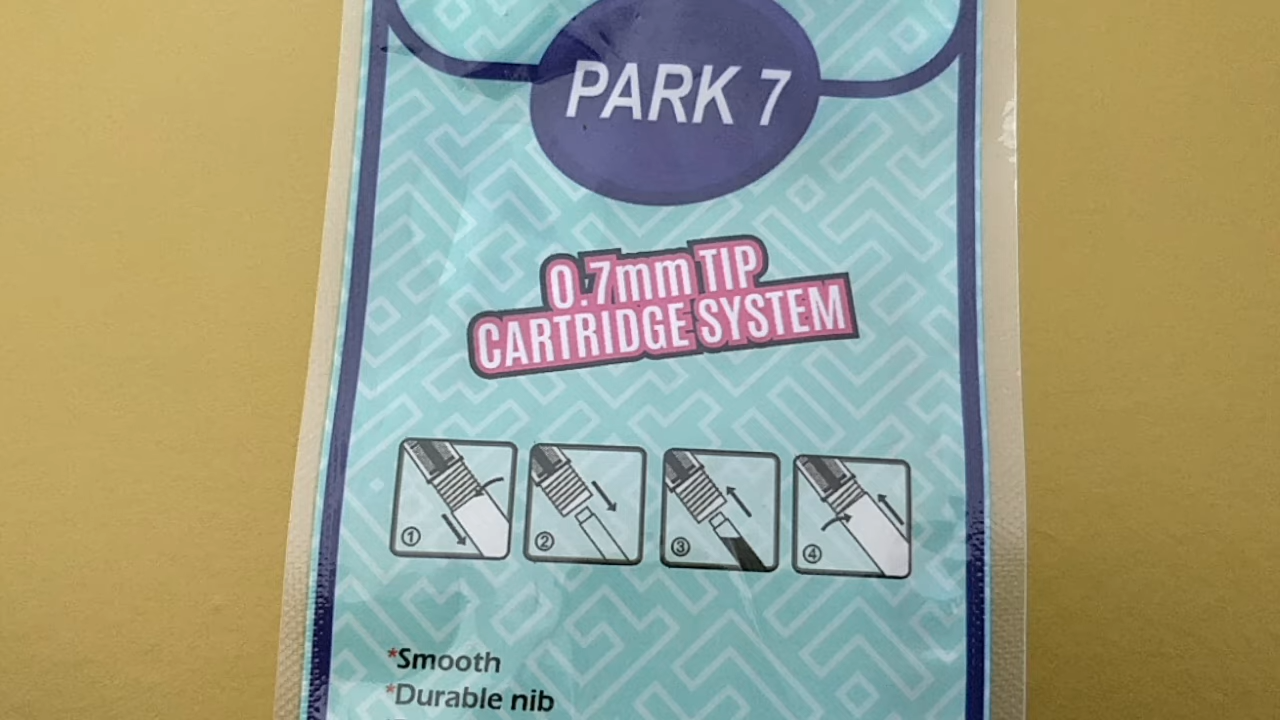 PARK 7
0.7mm TIP
CARTRIDGE SYSTEM
① ② ③ ④
*Smooth
*Durable nib